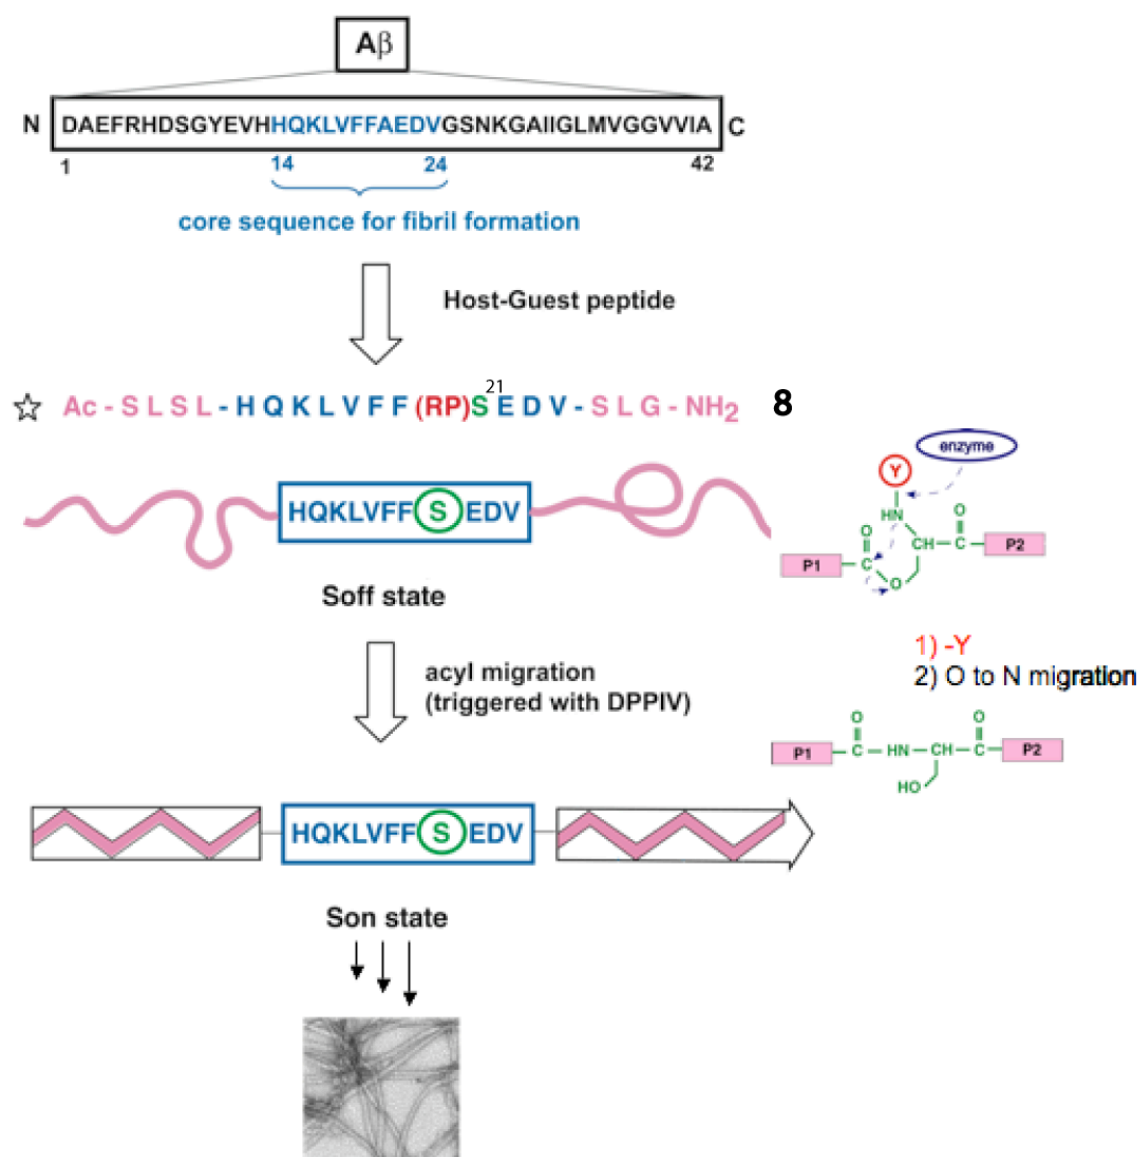 Aβ
N DAEFRHDSGYEVHHQKLVFFAEDVGSNKGAIIGLMVGGVVIA C
1 14 24 42
core sequence for fibril formation
Host-Guest peptide
☆ Ac - S L S L - H Q K L V F F (RP)S²¹ E D V - S L G - NH₂ 8
enzyme
Y
HN
O
O
CH C P2
P1 C
O
HQKLVFF S EDV
Soff state
1) -Y
2) O to N migration
acyl migration
(triggered with DPPIV)
O O
P1 C HN CH C P2
HO
HQKLVFF S EDV
Son state